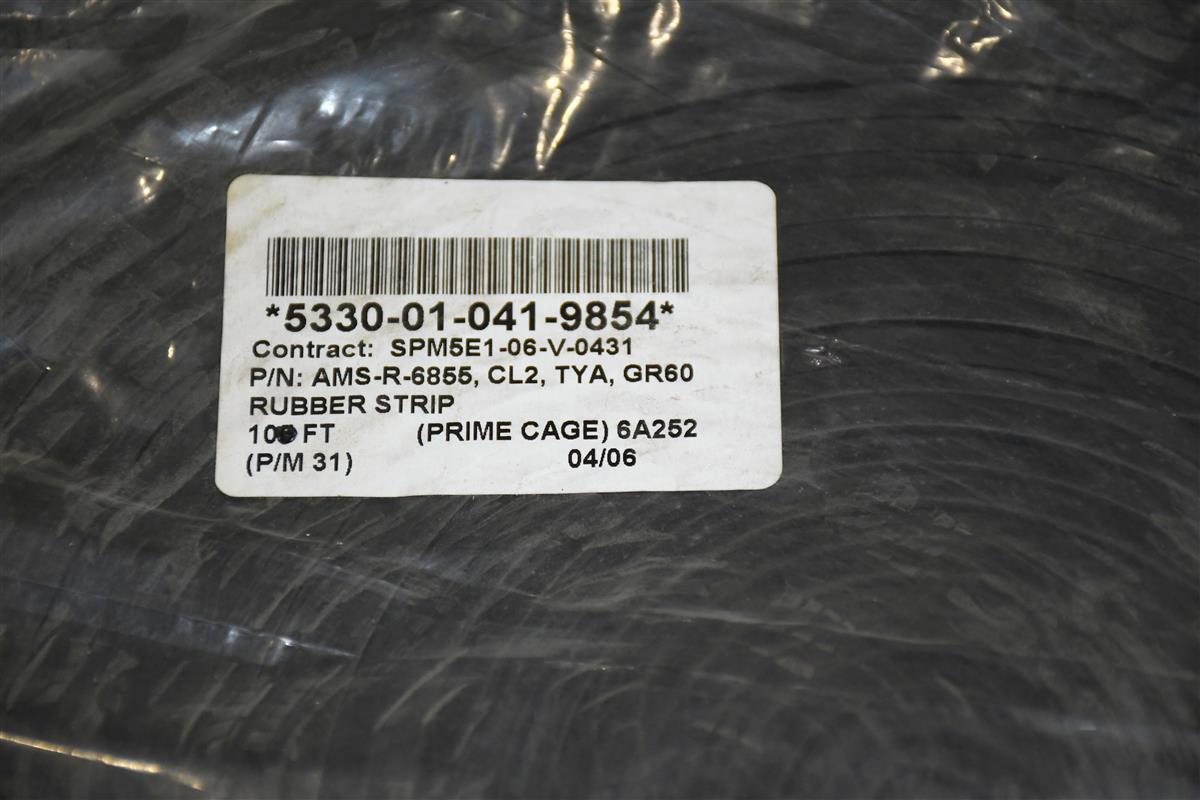 *5330-01-041-9854*
Contract: SPM5E1-06-V-0431
P/N: AMS-R-6855, CL2, TYA, GR60
RUBBER STRIP
FT (PRIME CAGE) 6A252
(P/M 31) 04/06